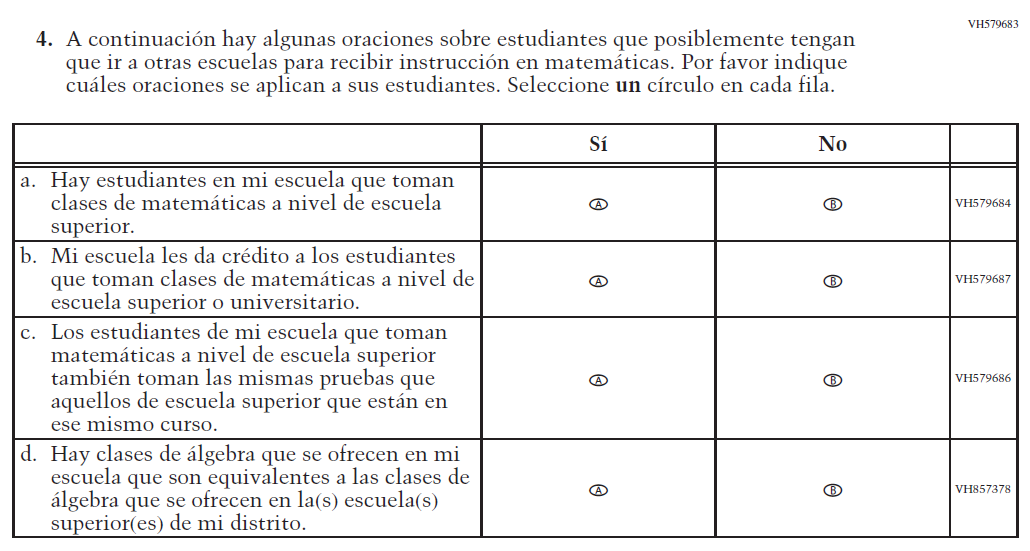 VH579683
4. A continuación hay algunas oraciones sobre estudiantes que posiblemente tengan
que ir a otras escuelas para recibir instrucción en matemáticas. Por favor indique
cuáles oraciones se aplican a sus estudiantes. Seleccione un círculo en cada fila.
Sí No
a. Hay estudiantes en mi escuela que toman
clases de matemáticas a nivel de escuela
superior.
A B VH579684
b. Mi escuela les da crédito a los estudiantes
que toman clases de matemáticas a nivel de
escuela superior o universitario.
A B VH579687
c. Los estudiantes de mi escuela que toman
matemáticas a nivel de escuela superior
también toman las mismas pruebas que
aquellos de escuela superior que están en
ese mismo curso.
A B VH579686
d. Hay clases de álgebra que se ofrecen en mi
escuela que son equivalentes a las clases de
álgebra que se ofrecen en la(s) escuela(s)
superior(es) de mi distrito.
A B VH857378